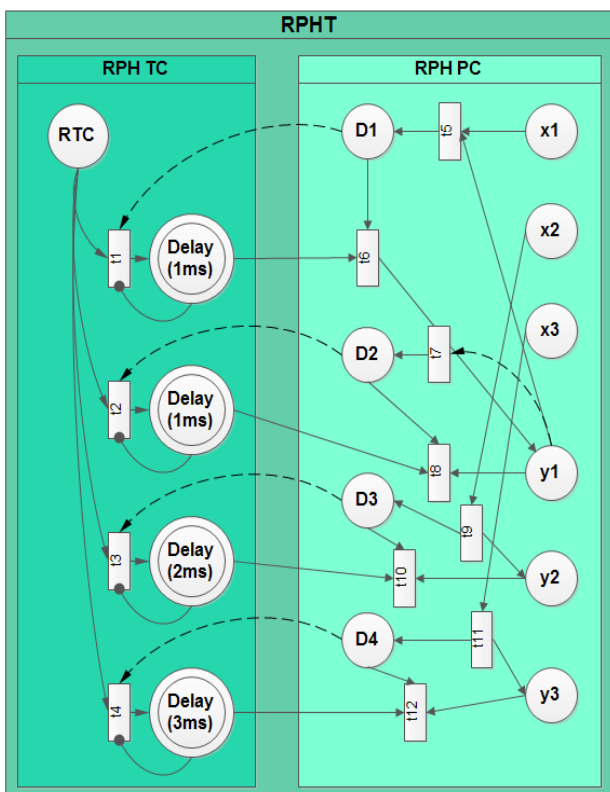 RPHT
RPH TC
RPH PC
RTC
D1
t5
x1
t1
Delay
(1ms)
t6
x2
D2
t7
x3
t2
Delay
(1ms)
t8
y1
D3
t9
t3
Delay
(2ms)
t10
y2
D4
t11
t4
Delay
(3ms)
t12
y3